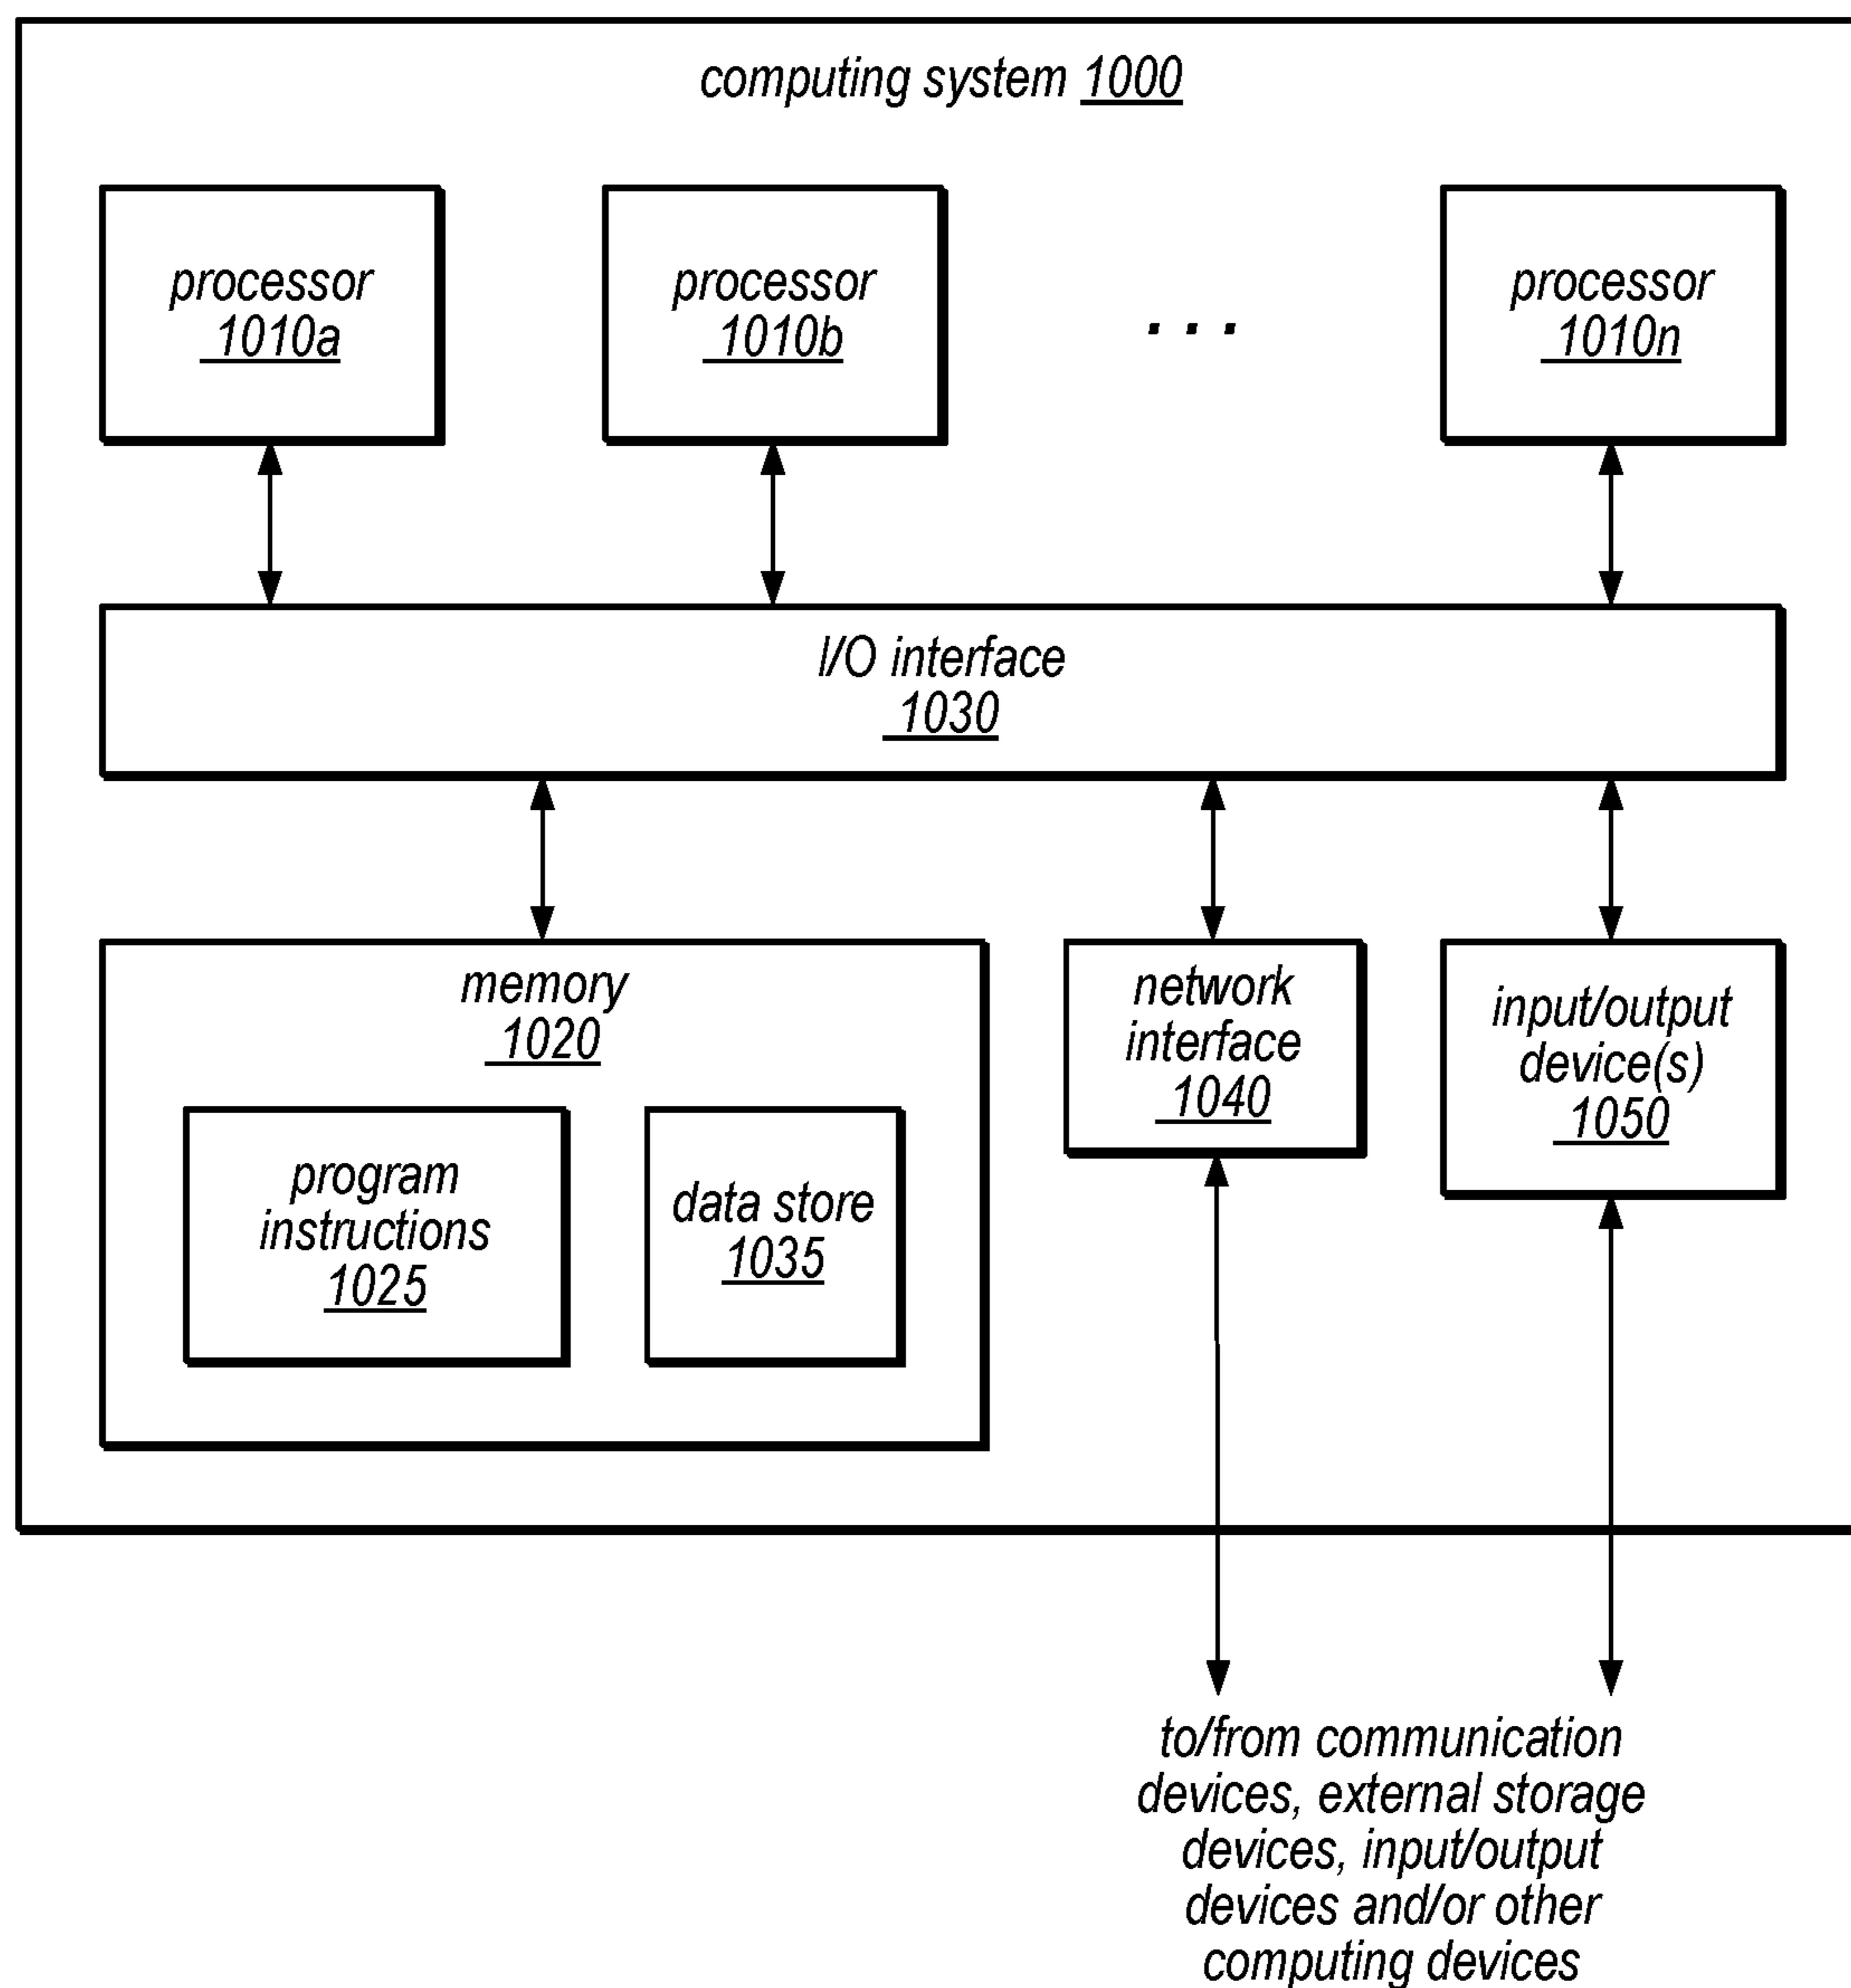 computing system 1000
processor
1010a
processor
1010b
. . .
processor
1010n
I/O interface
1030
memory
1020
program
instructions
1025
data store
1035
network
interface
1040
input/output
device(s)
1050
to/from communication
devices, external storage
devices, input/output
devices and/or other
computing devices